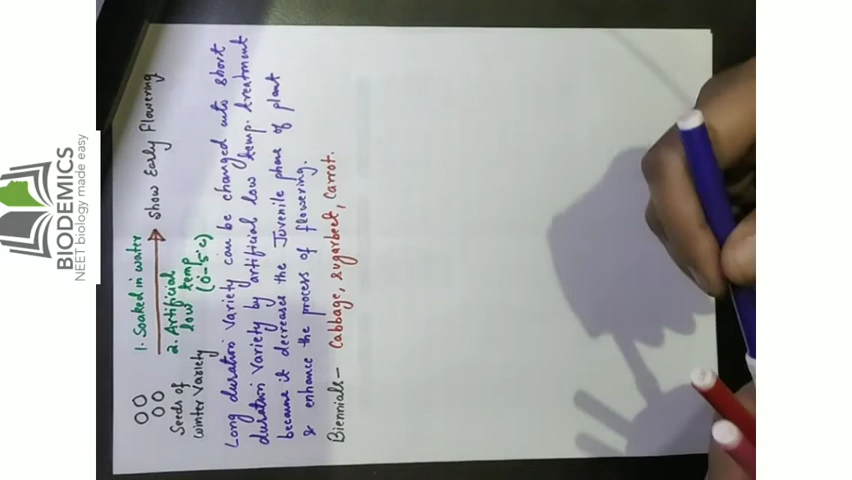 BIODEMICS
NEET biology made easy
1. Soaked in water
2. Artificial
low temp
(0-5°c)
Show Early Flowering
Seeds of
Winter Variety
Long duration Variety can be changed into short
duration Variety by artificial low temp. treatment
because it decreases the Juvenile phase of plant
& enhance the process of flowering.
Biennials- Cabbage, sugarbeet, Carrot.